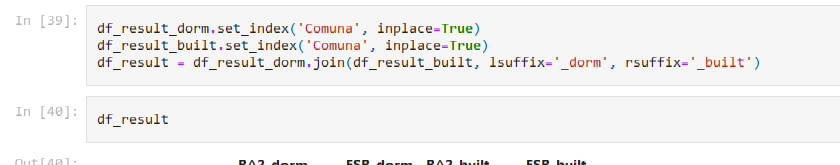 In [39]:
df_result_dorm.set_index('Comuna', inplace=True)
df_result_built.set_index('Comuna', inplace=True)
df_result = df_result_dorm.join(df_result_built, lsuffix='_dorm', rsuffix='_built')
In [40]:
df_result
Out[40]: